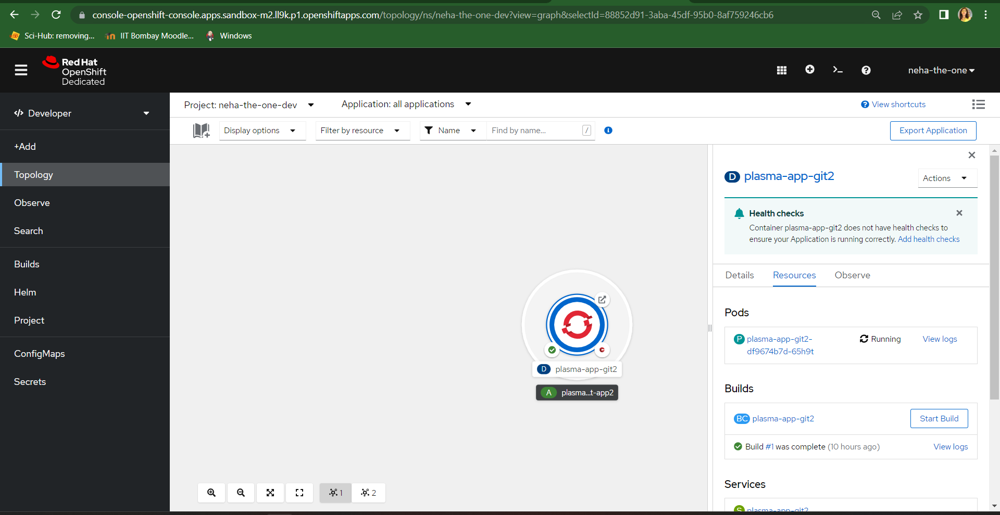 console-openshift-console.apps.sandbox-m2.ll9k.p1.openshiftapps.com/topology/ns/neha-the-one-dev?view=graph&selectId=88852d91-3aba-45df-95b0-8af759246cb6
Sci-Hub: removing... IIT Bombay Moodle... Windows
Red Hat
OpenShift
Dedicated
neha-the-one
Developer
+Add
Topology
Observe
Search
Builds
Helm
Project
ConfigMaps
Secrets
Project: neha-the-one-dev Application: all applications View shortcuts
Display options Filter by resource Name Find by name... / Export Application
D plasma-app-git2
A plasma...t-app2
1 2
D plasma-app-git2 Actions
Health checks
Container plasma-app-git2 does not have health checks to
ensure your Application is running correctly. Add health checks
Details Resources Observe
Pods
P plasma-app-git2-
df9674b7d-65h9t
Running View logs
Builds
BC plasma-app-git2 Start Build
Build #1 was complete (10 hours ago) View logs
Services
S plasma-app-git2